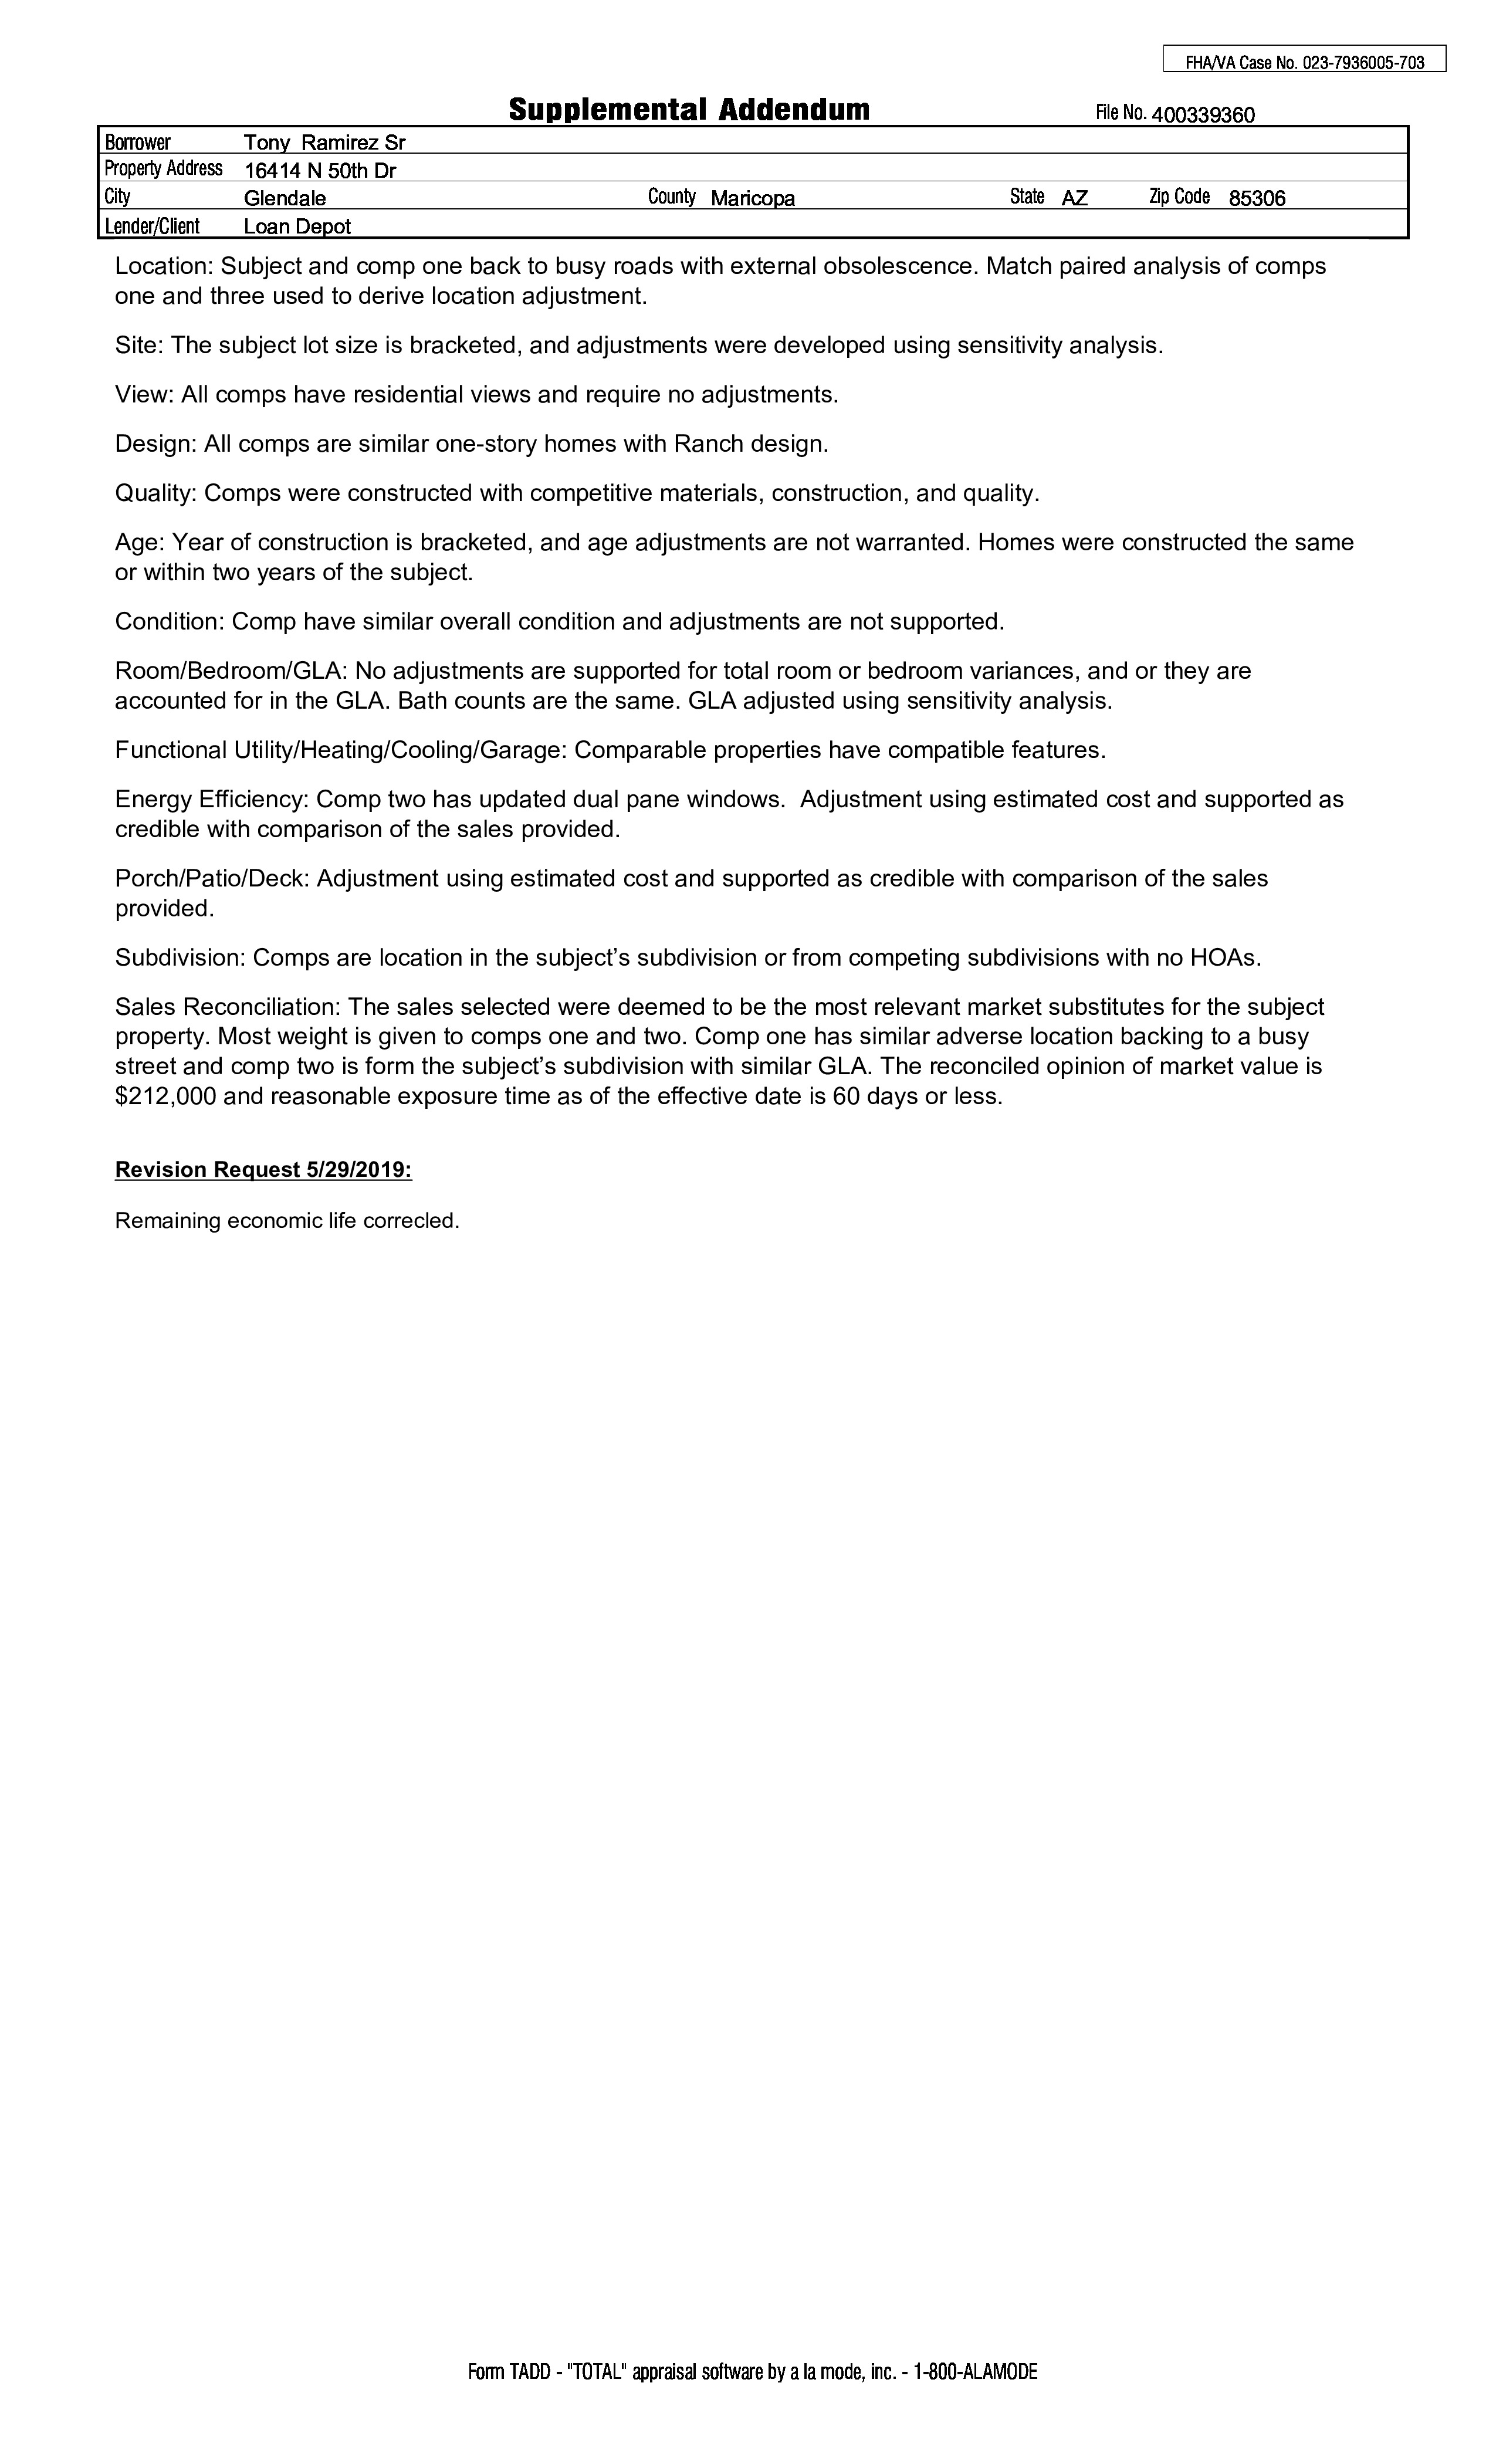 FHA/VA Case No. 023-7936005-703
Supplemental Addendum
File No. 400339360
Borrower Tony Ramirez Sr
Property Address 16414 N 50th Dr
City Glendale County Maricopa State AZ Zip Code 85306
Lender/Client Loan Depot
Location: Subject and comp one back to busy roads with external obsolescence. Match paired analysis of comps
one and three used to derive location adjustment.
Site: The subject lot size is bracketed, and adjustments were developed using sensitivity analysis.
View: All comps have residential views and require no adjustments.
Design: All comps are similar one-story homes with Ranch design.
Quality: Comps were constructed with competitive materials, construction, and quality.
Age: Year of construction is bracketed, and age adjustments are not warranted. Homes were constructed the same
or within two years of the subject.
Condition: Comp have similar overall condition and adjustments are not supported.
Room/Bedroom/GLA: No adjustments are supported for total room or bedroom variances, and or they are
accounted for in the GLA. Bath counts are the same. GLA adjusted using sensitivity analysis.
Functional Utility/Heating/Cooling/Garage: Comparable properties have compatible features.
Energy Efficiency: Comp two has updated dual pane windows.  Adjustment using estimated cost and supported as
credible with comparison of the sales provided.
Porch/Patio/Deck: Adjustment using estimated cost and supported as credible with comparison of the sales
provided.
Subdivision: Comps are location in the subject’s subdivision or from competing subdivisions with no HOAs.
Sales Reconciliation: The sales selected were deemed to be the most relevant market substitutes for the subject
property. Most weight is given to comps one and two. Comp one has similar adverse location backing to a busy
street and comp two is form the subject’s subdivision with similar GLA. The reconciled opinion of market value is
$212,000 and reasonable exposure time as of the effective date is 60 days or less.
Revision Request 5/29/2019:
Remaining economic life correcled.
Form TADD - "TOTAL" appraisal software by a la mode, inc. - 1-800-ALAMODE